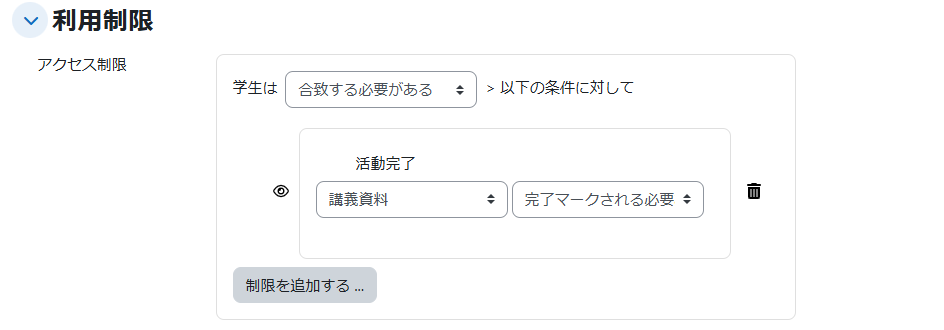 利用制限
アクセス制限
学生は 合致する必要がある > 以下の条件に対して
活動完了
講義資料 完了マークされる必要
制限を追加する ...